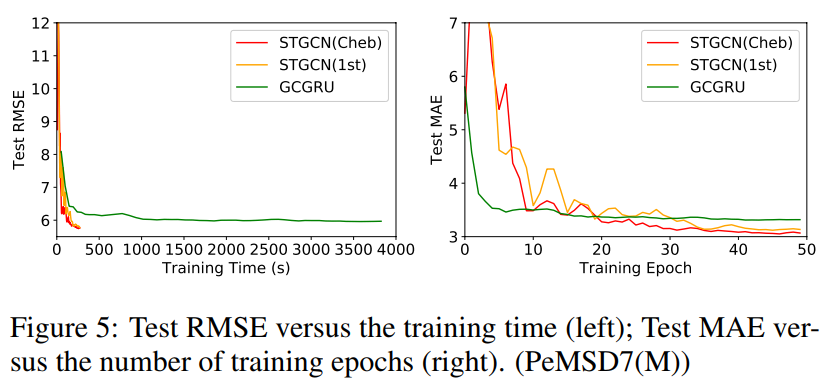 12
11
10
9
8
7
6
Test RMSE
STGCN(Cheb)
STGCN(1st)
GCGRU
0 500 1000 1500 2000 2500 3000 3500 4000
Training Time (s)
7
6
5
4
3
Test MAE
STGCN(Cheb)
STGCN(1st)
GCGRU
0 10 20 30 40 50
Training Epoch
Figure 5: Test RMSE versus the training time (left); Test MAE ver-
sus the number of training epochs (right). (PeMSD7(M))